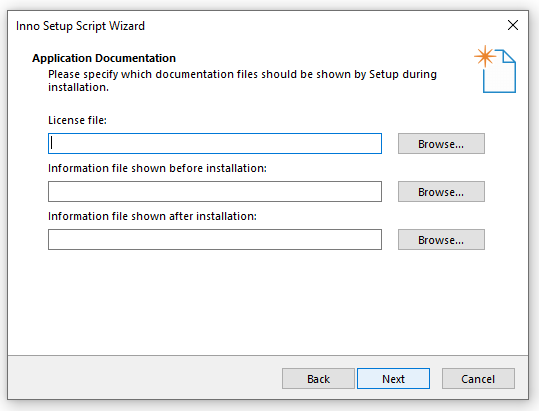 Inno Setup Script Wizard
Application Documentation
Please specify which documentation files should be shown by Setup during
installation.
License file:
Browse...
Information file shown before installation:
Browse...
Information file shown after installation:
Browse...
Back
Next
Cancel